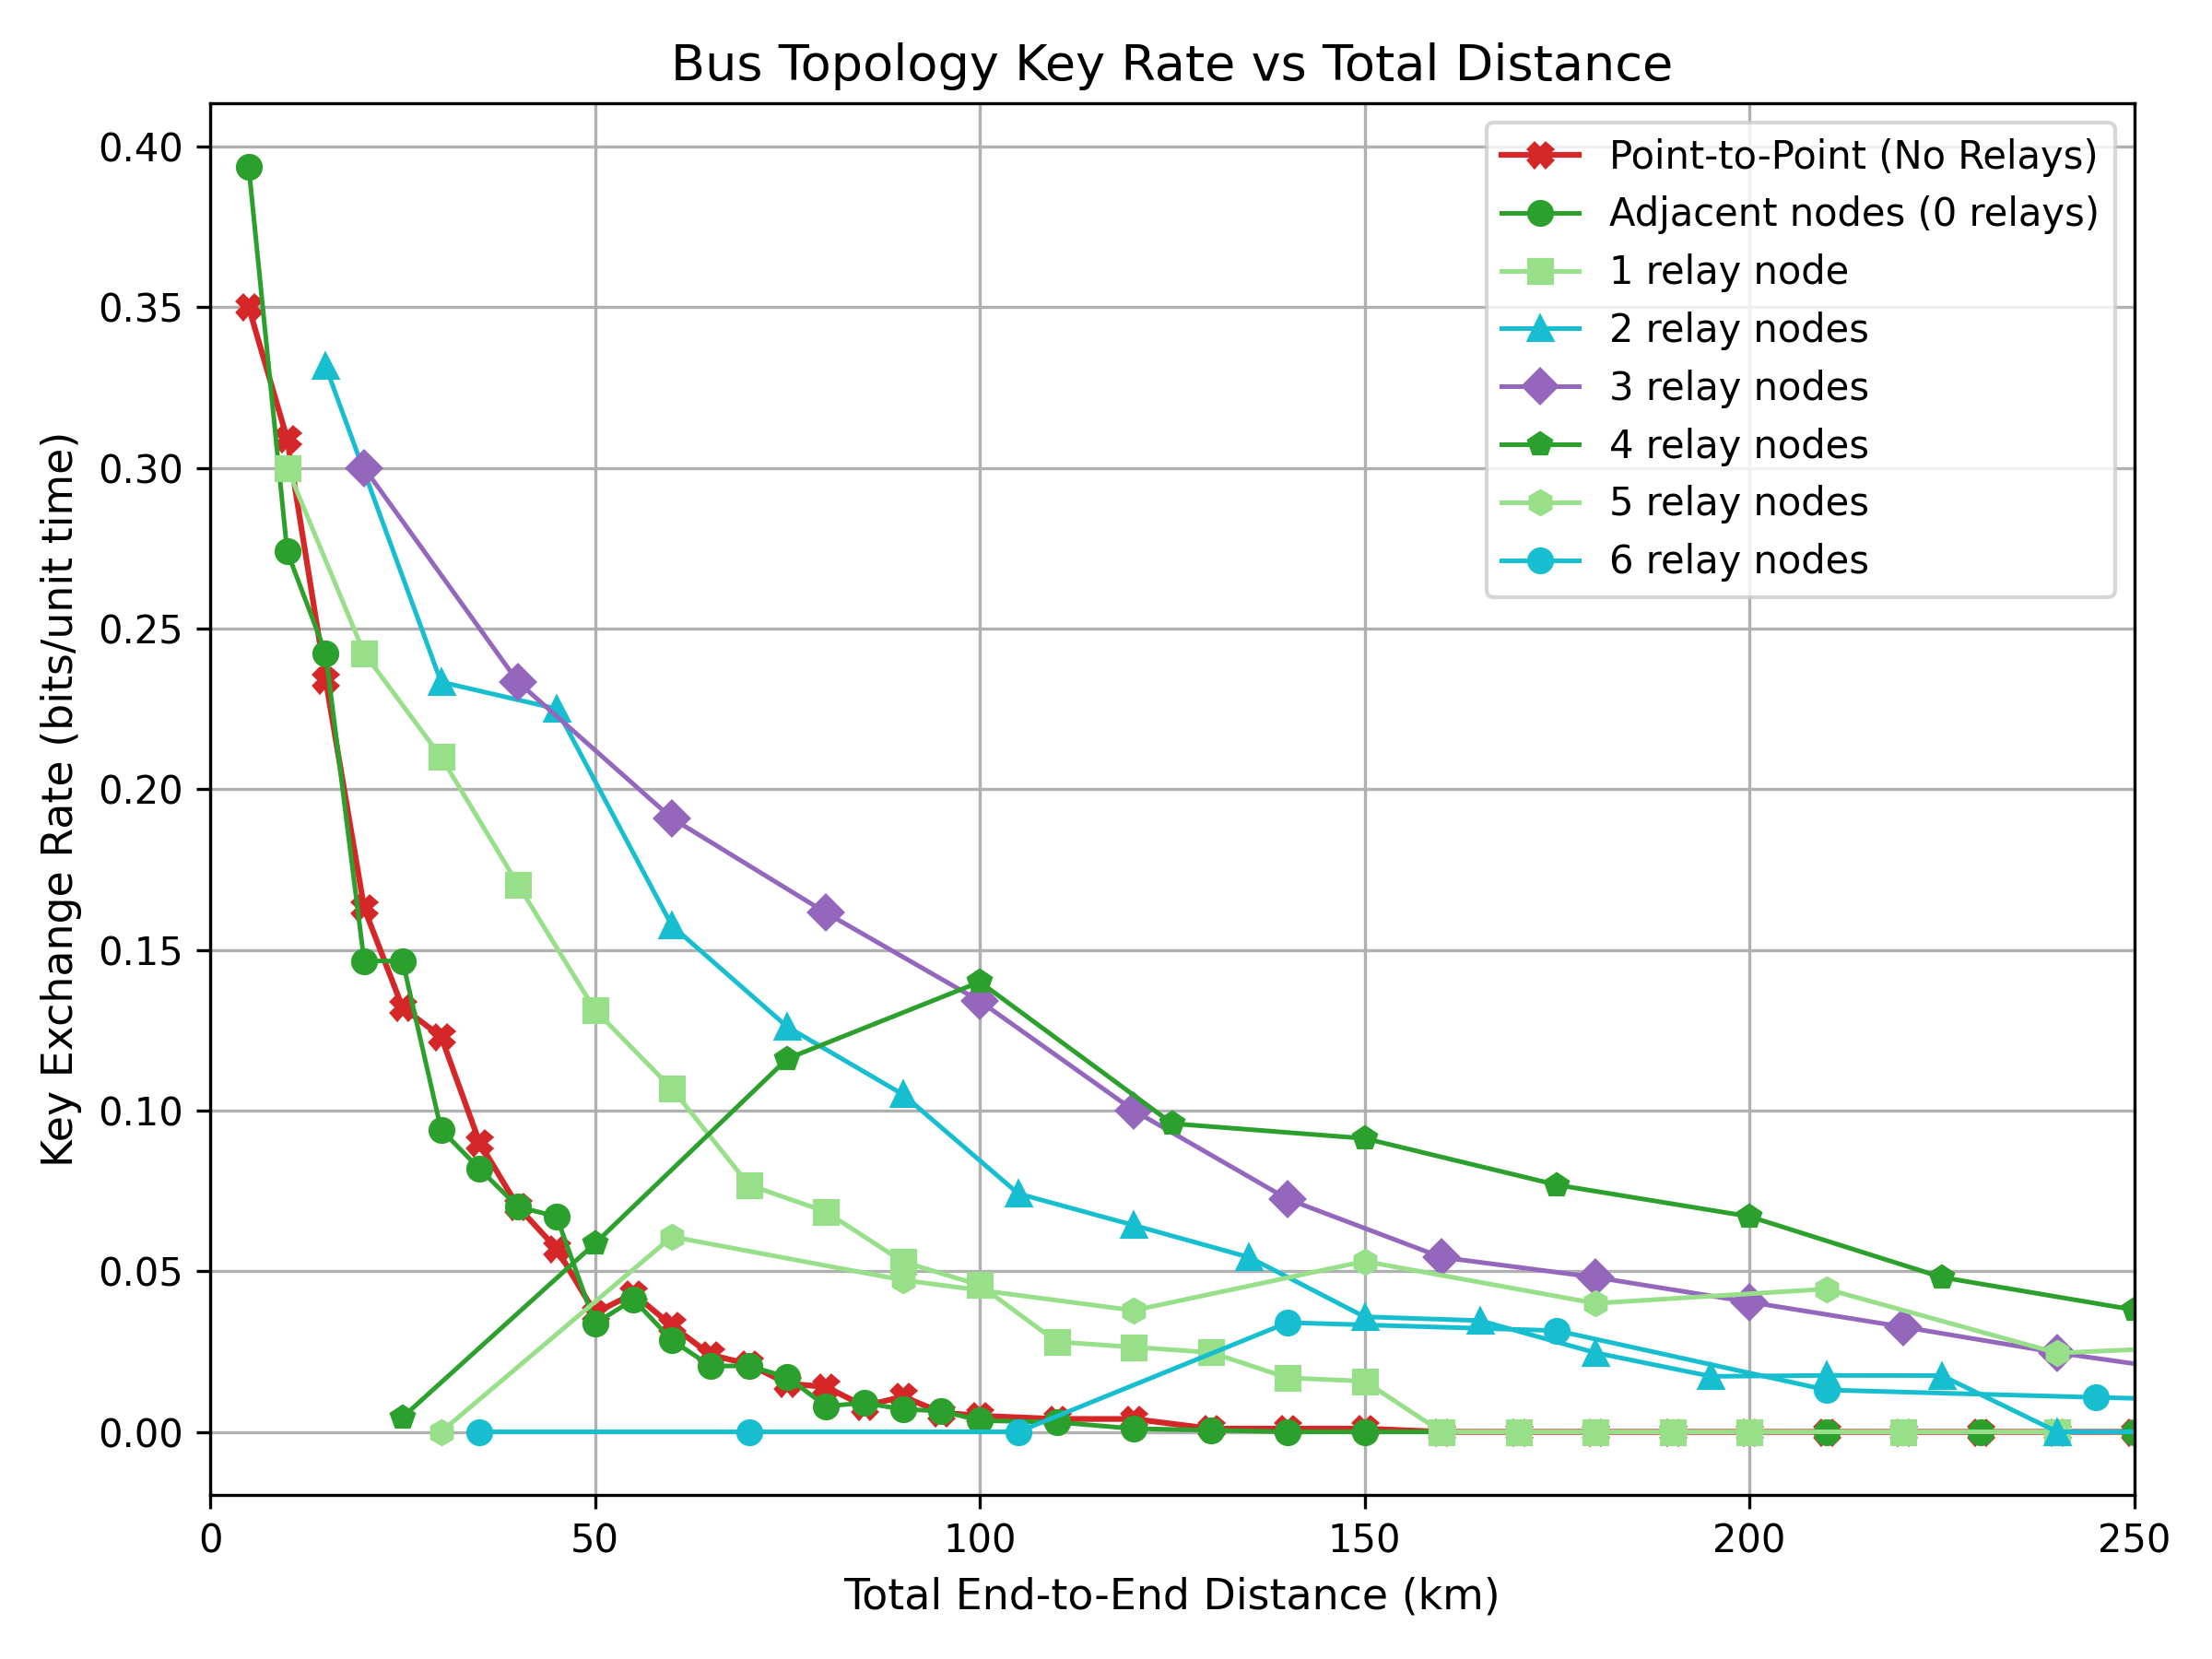 Bus Topology Key Rate vs Total Distance
Key Exchange Rate (bits/unit time)
0.40
0.35
0.30
0.25
0.20
0.15
0.10
0.05
0.00
Point-to-Point (No Relays)
Adjacent nodes (0 relays)
1 relay node
2 relay nodes
3 relay nodes
4 relay nodes
5 relay nodes
6 relay nodes
0 50 100 150 200 250
Total End-to-End Distance (km)